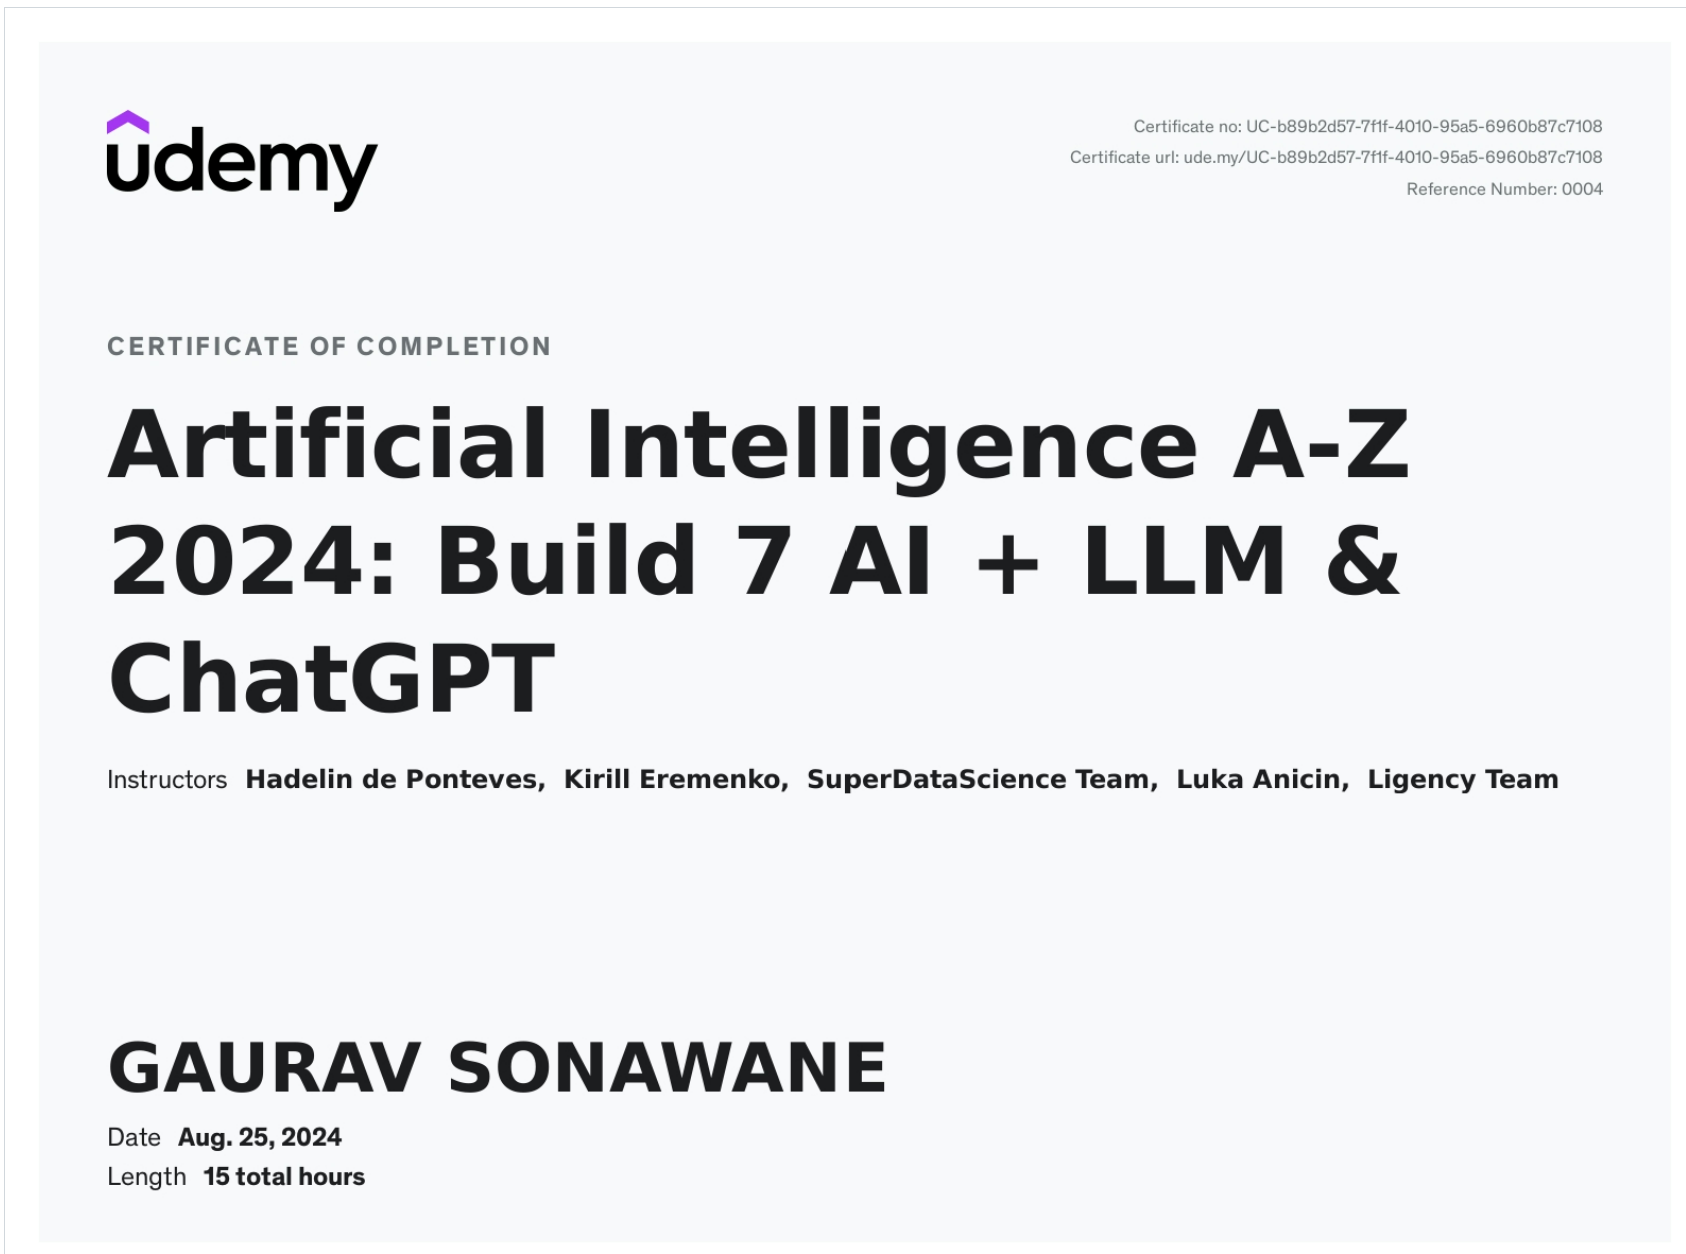 udemy
Certificate no: UC-b89b2d57-7f1f-4010-95a5-6960b87c7108
Certificate url: ude.my/UC-b89b2d57-7f1f-4010-95a5-6960b87c7108
Reference Number: 0004
CERTIFICATE OF COMPLETION
Artificial Intelligence A-Z
2024: Build 7 AI + LLM &
ChatGPT
Instructors Hadelin de Ponteves, Kirill Eremenko, SuperDataScience Team, Luka Anicin, Ligency Team
GAURAV SONAWANE
Date Aug. 25, 2024
Length 15 total hours